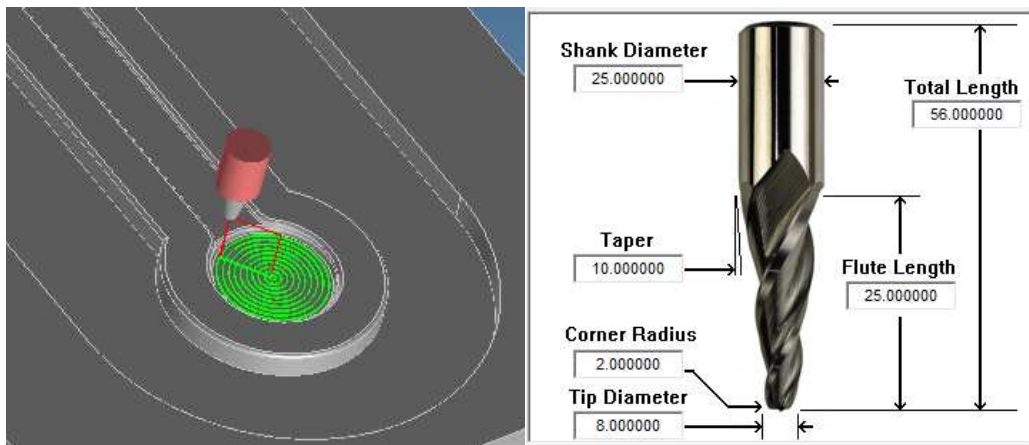 Shank Diameter
25.000000
Total Length
56.000000
Taper
10.000000
Flute Length
25.000000
Corner Radius
2.000000
Tip Diameter
8.000000